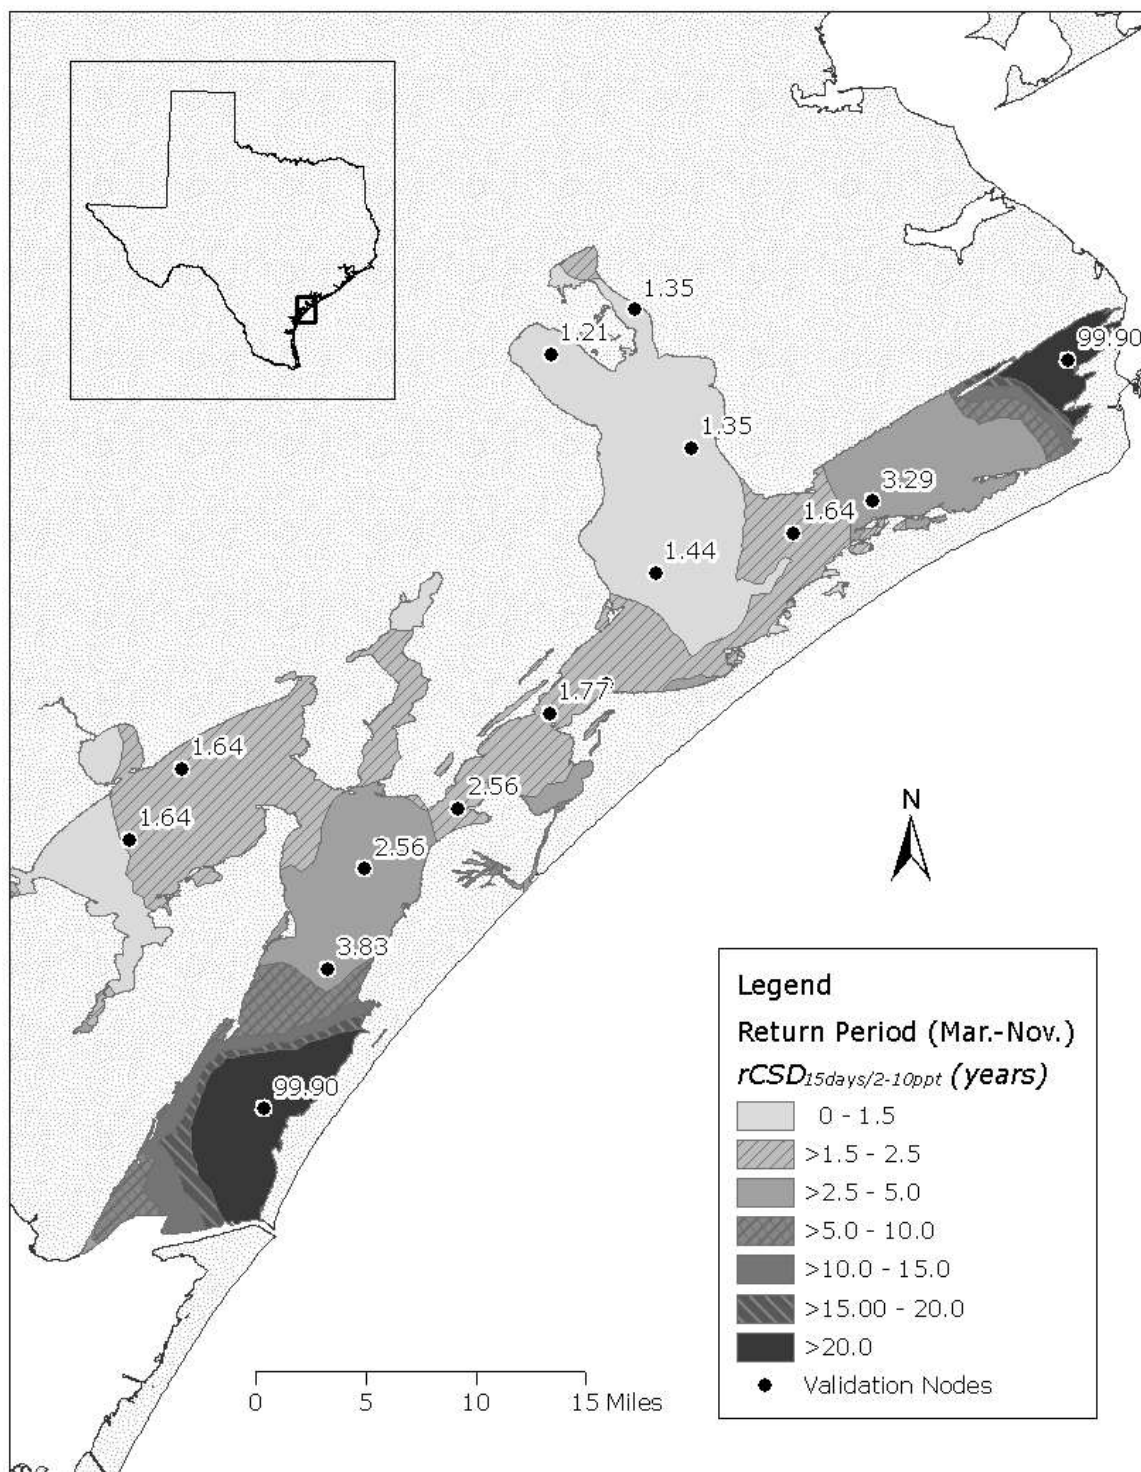 1.35
1.21
99.90
1.35
3.29
1.64
1.44
1.77
1.64
2.56
1.64
2.56
3.83
99.90
N
Legend
Return Period (Mar.-Nov.)
rCSD15days/2-10ppt (years)
0 - 1.5
>1.5 - 2.5
>2.5 - 5.0
>5.0 - 10.0
>10.0 - 15.0
>15.00 - 20.0
>20.0
Validation Nodes
0 5 10 15 Miles